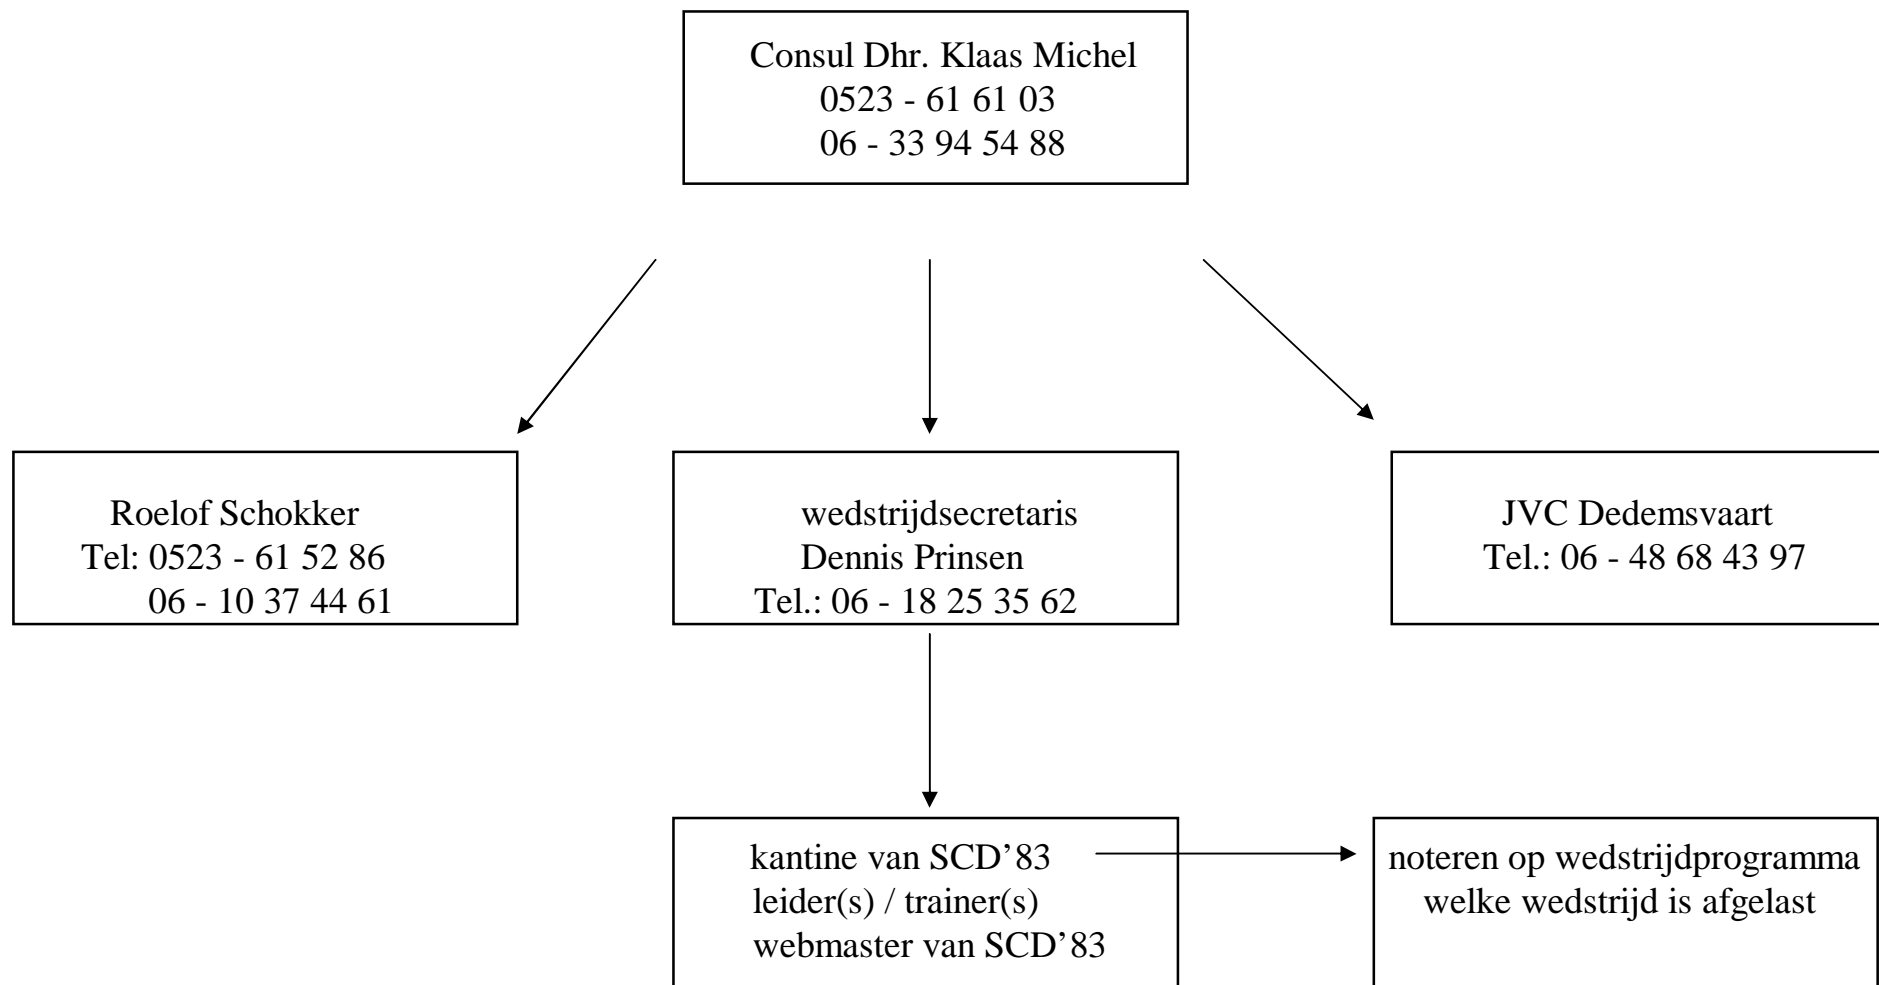 Consul Dhr. Klaas Michel
0523 - 61 61 03
06 - 33 94 54 88
Roelof Schokker
Tel: 0523 - 61 52 86
06 - 10 37 44 61
wedstrijdsecretaris
Dennis Prinsen
Tel.: 06 - 18 25 35 62
JVC Dedemsvaart
Tel.: 06 - 48 68 43 97
kantine van SCD’83
leider(s) / trainer(s)
webmaster van SCD’83
noteren op wedstrijdprogramma
welke wedstrijd is afgelast